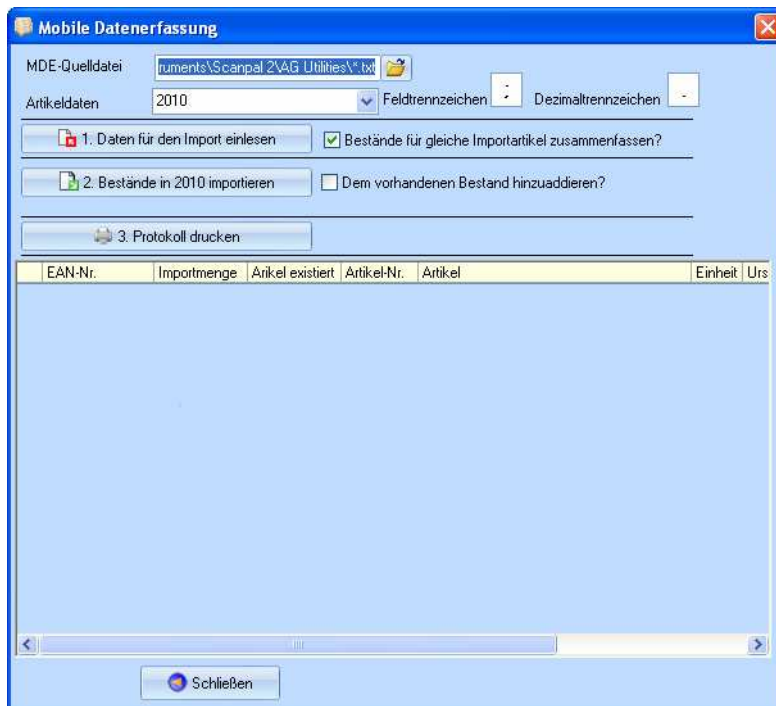 Mobile Datenerfassung
MDE-Quelldatei ruments\Scanpal 2\AG Utilities\*.txt
Artikeldaten 2010 Feldtrennzeichen ; Dezimaltrennzeichen .
1. Daten für den Import einlesen Bestände für gleiche Importartikel zusammenfassen?
2. Bestände in 2010 importieren Dem vorhandenen Bestand hinzuaddieren?
3. Protokoll drucken
EAN-Nr. Importmenge Arikel existiert Artikel-Nr. Artikel Einheit Urs
Schließen